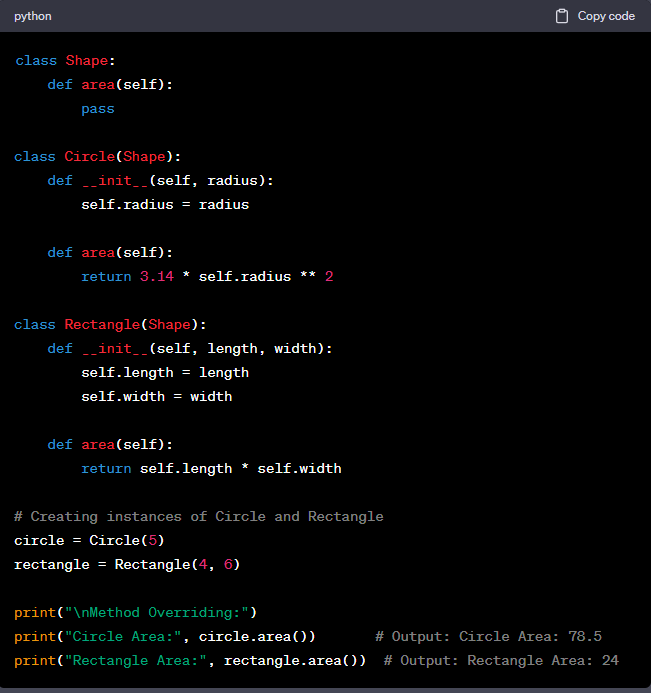 python
Copy code
class Shape:
    def area(self):
        pass

class Circle(Shape):
    def __init__(self, radius):
        self.radius = radius

    def area(self):
        return 3.14 * self.radius ** 2

class Rectangle(Shape):
    def __init__(self, length, width):
        self.length = length
        self.width = width

    def area(self):
        return self.length * self.width

# Creating instances of Circle and Rectangle
circle = Circle(5)
rectangle = Rectangle(4, 6)

print("\nMethod Overriding:")
print("Circle Area:", circle.area())       # Output: Circle Area: 78.5
print("Rectangle Area:", rectangle.area())  # Output: Rectangle Area: 24